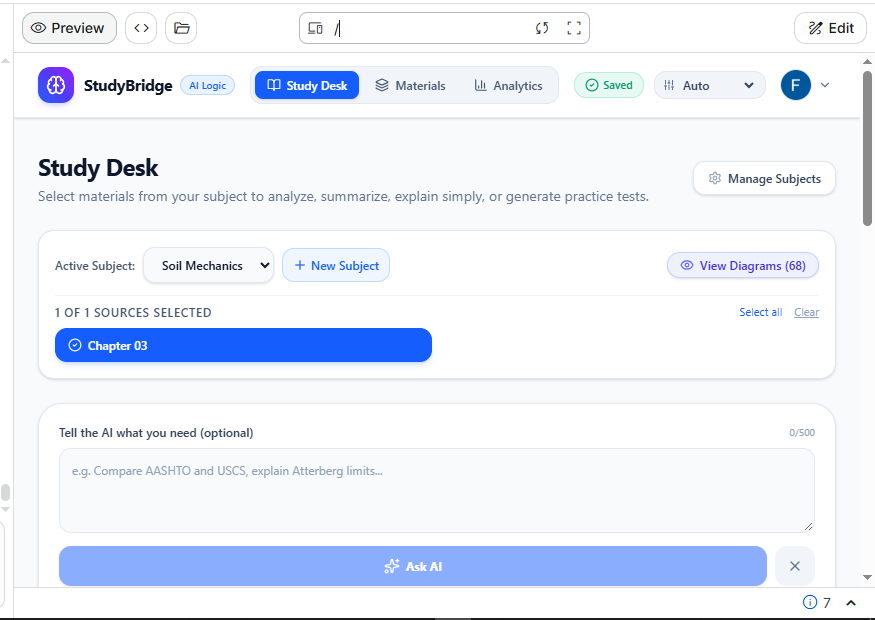 Preview
/
Edit
StudyBridge AI Logic Study Desk Materials Analytics Saved Auto F
Study Desk
Select materials from your subject to analyze, summarize, explain simply, or generate practice tests.
Manage Subjects
Active Subject: Soil Mechanics + New Subject View Diagrams (68)
1 OF 1 SOURCES SELECTED Select all Clear
Chapter 03
Tell the AI what you need (optional) 0/500
e.g. Compare AASHTO and USCS, explain Atterberg limits...
Ask AI
7